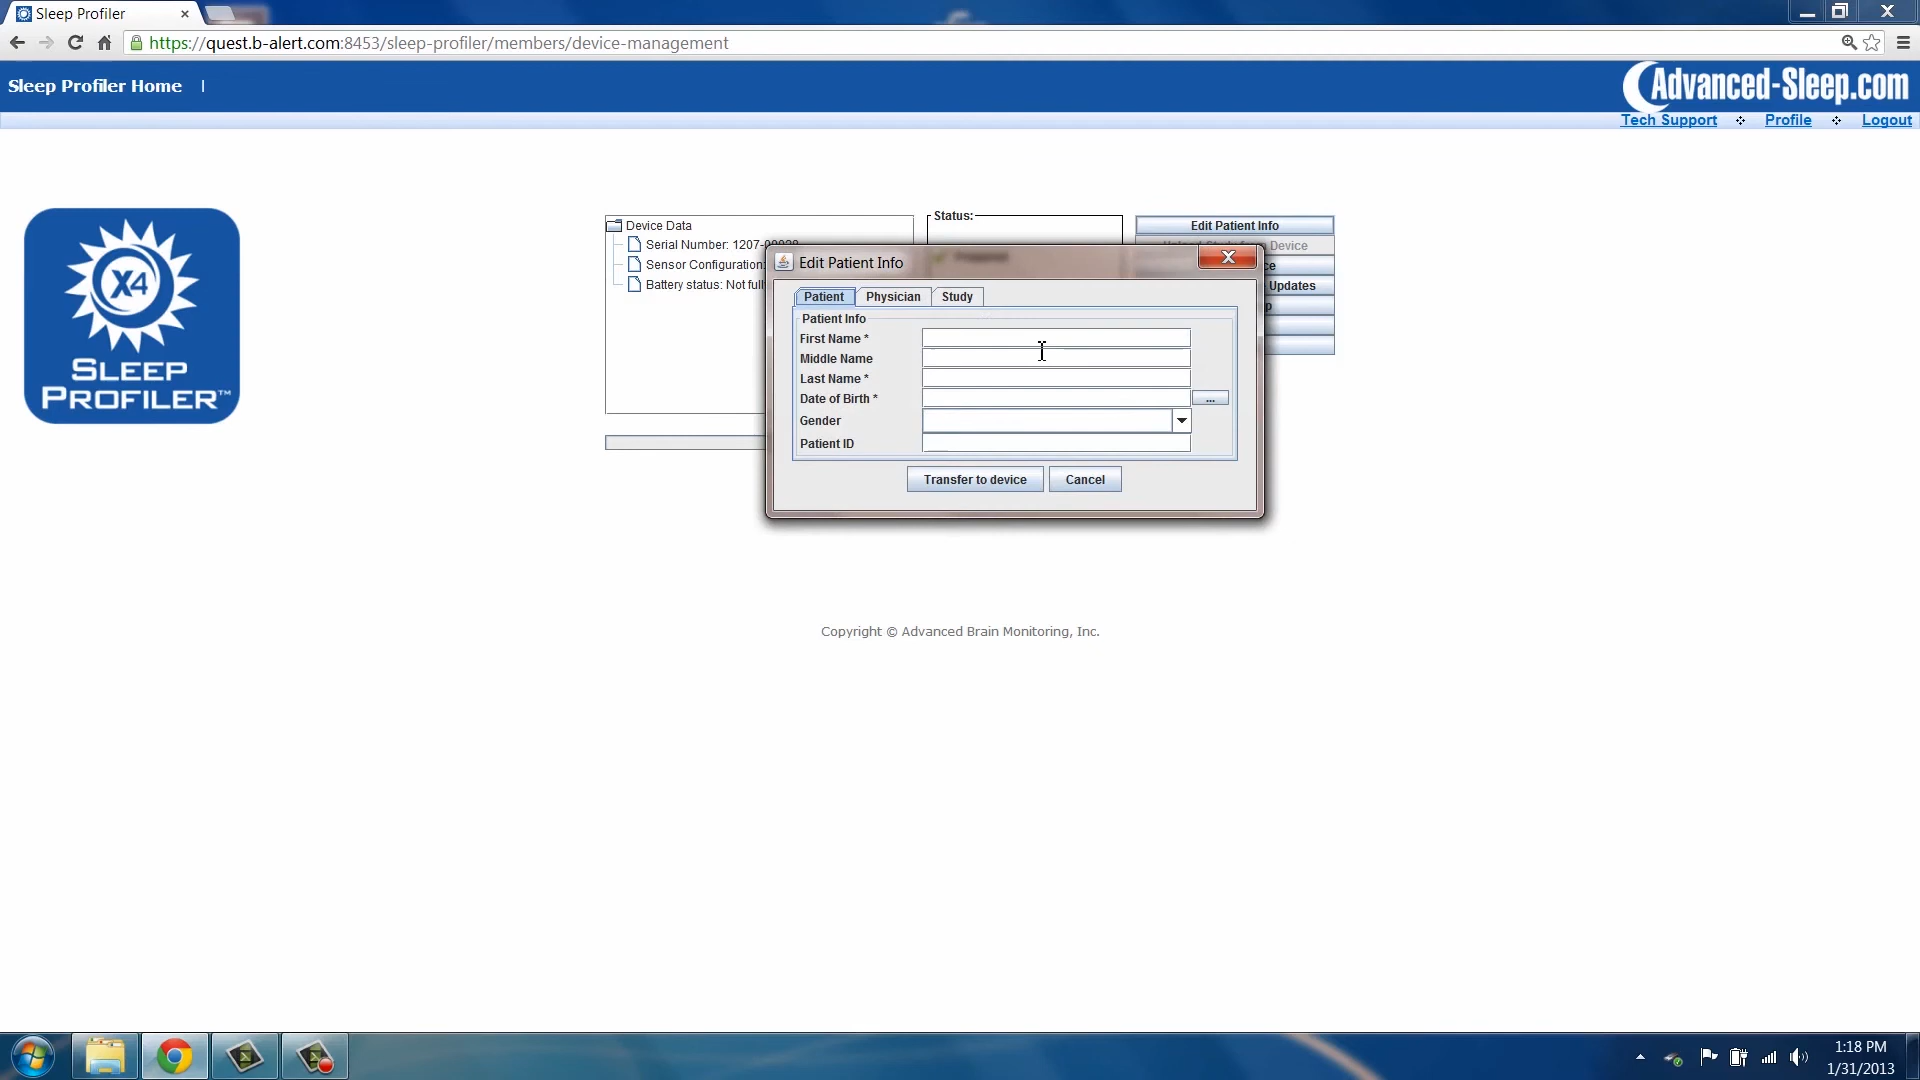 Sleep Profiler
https://quest.b-alert.com:8453/sleep-profiler/members/device-management
Sleep Profiler Home |
Advanced-Sleep.com
Tech Support Profile Logout
X4
SLEEP
PROFILER™
Device Data
Serial Number: 1207-
Sensor Configuration:
Battery status: Not
Status:
Edit Patient Info
Device
Updates
Edit Patient Info
Patient Physician Study
Patient Info
First Name *
Middle Name
Last Name *
Date of Birth *
...
Gender
Patient ID
Transfer to device Cancel
Copyright © Advanced Brain Monitoring, Inc.
1:18 PM
1/31/2013